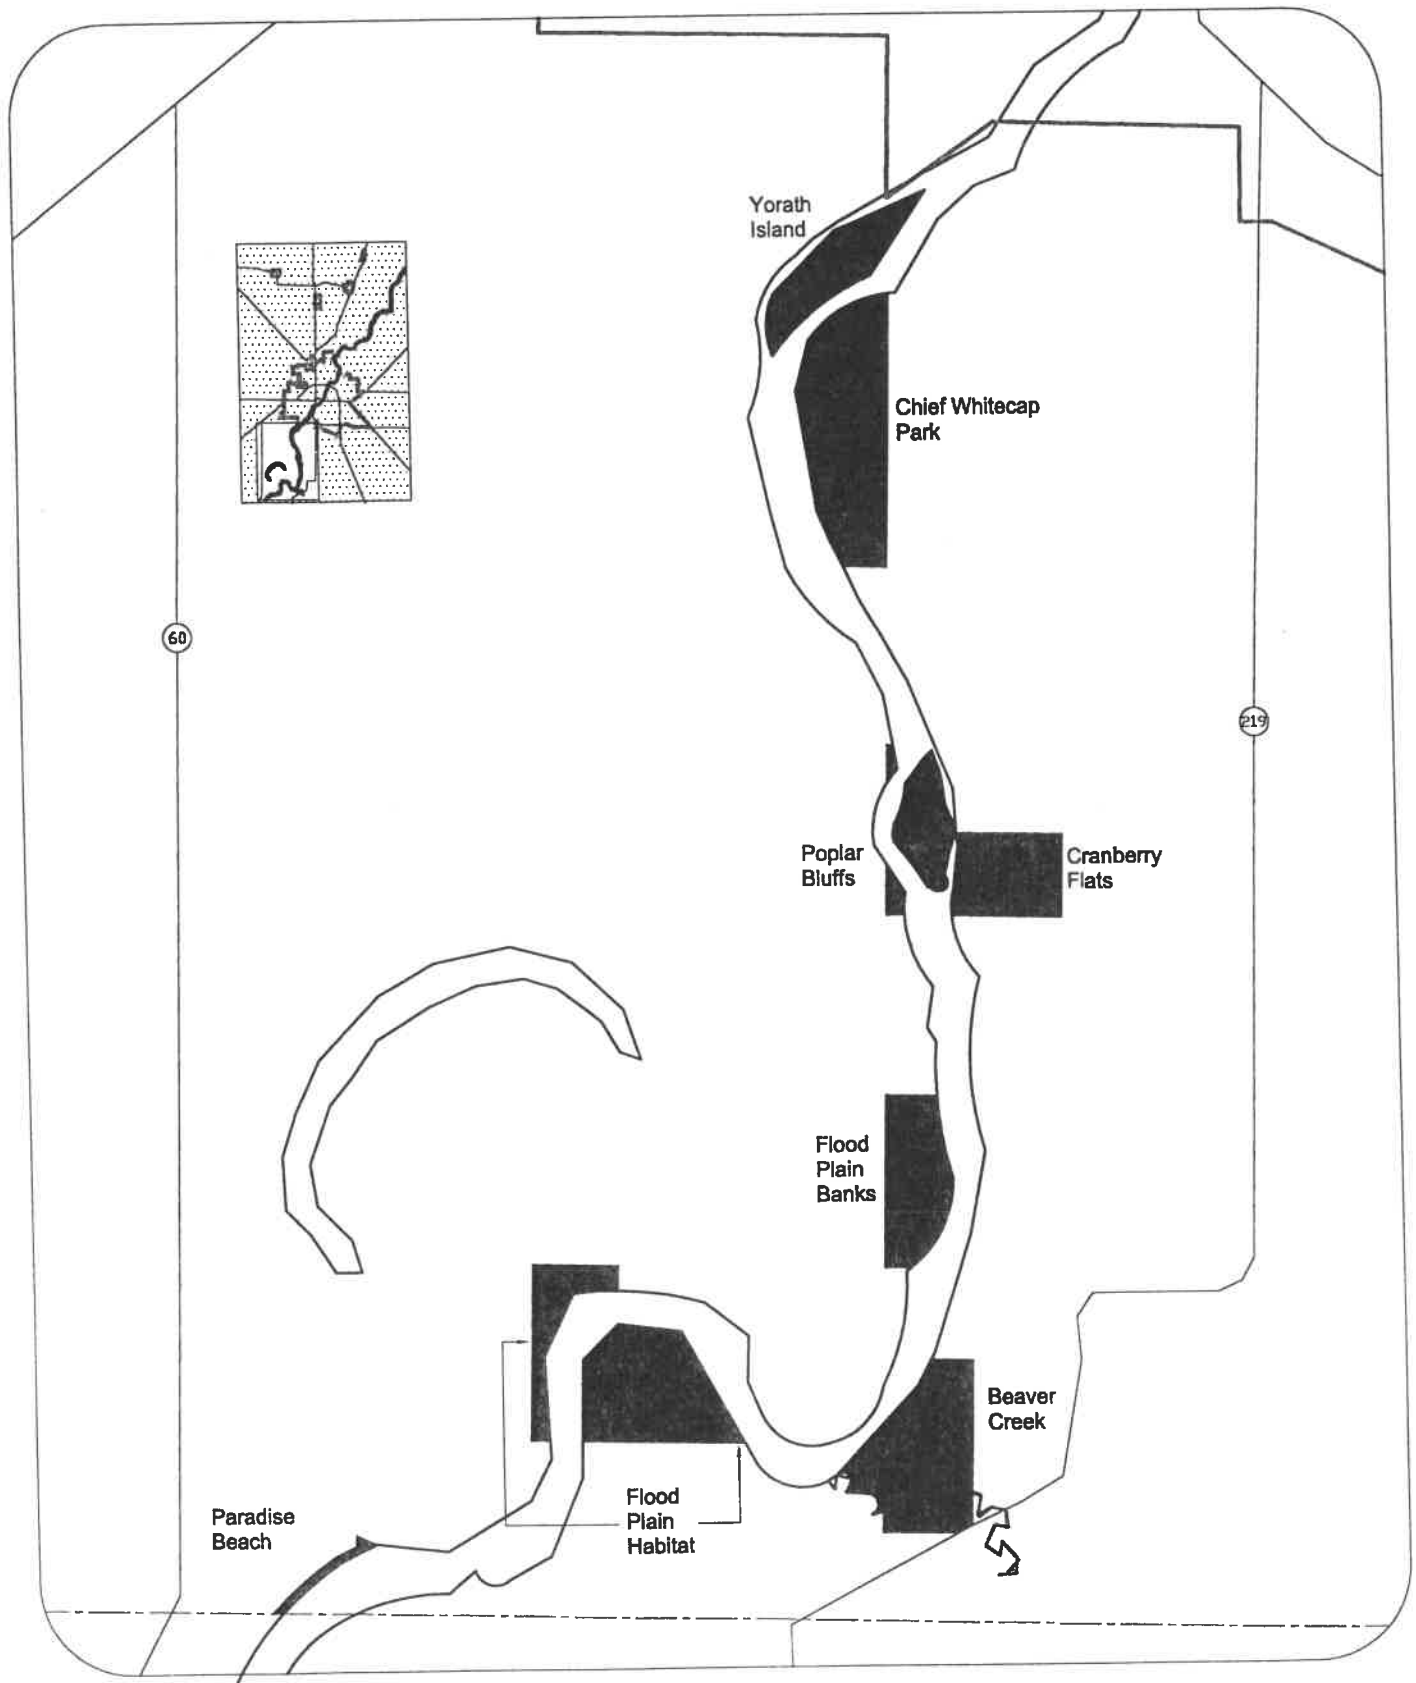 Yorath
Island
Chief Whitecap
Park
60
219
Poplar
Bluffs
Cranberry
Flats
Flood
Plain
Banks
Beaver
Creek
Flood
Plain
Habitat
Paradise
Beach